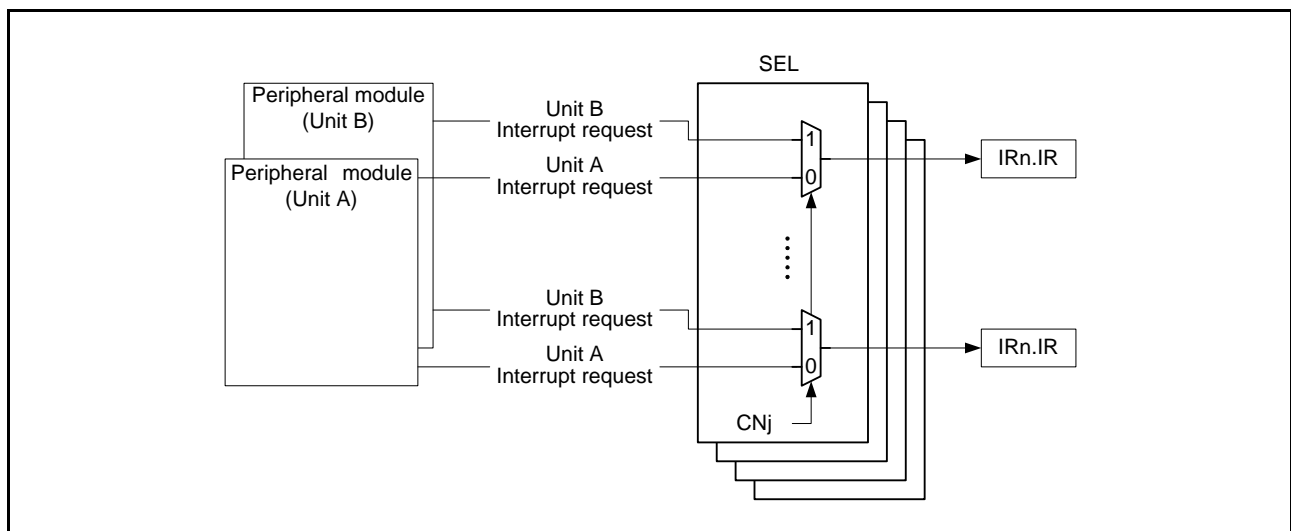 SEL
Peripheral module
(Unit B)
Unit B
Interrupt request
1
IRn.IR
Peripheral module
(Unit A)
Unit A
Interrupt request
0
Unit B
Interrupt request
1
IRn.IR
Unit A
Interrupt request
0
CNj